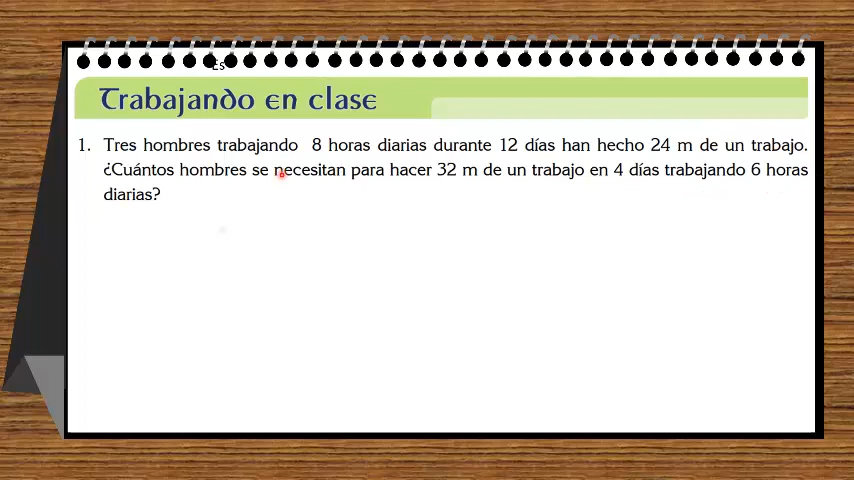 Es
Trabajando en clase
1. Tres hombres trabajando 8 horas diarias durante 12 días han hecho 24 m de un trabajo.
¿Cuántos hombres se necesitan para hacer 32 m de un trabajo en 4 días trabajando 6 horas
diarias?